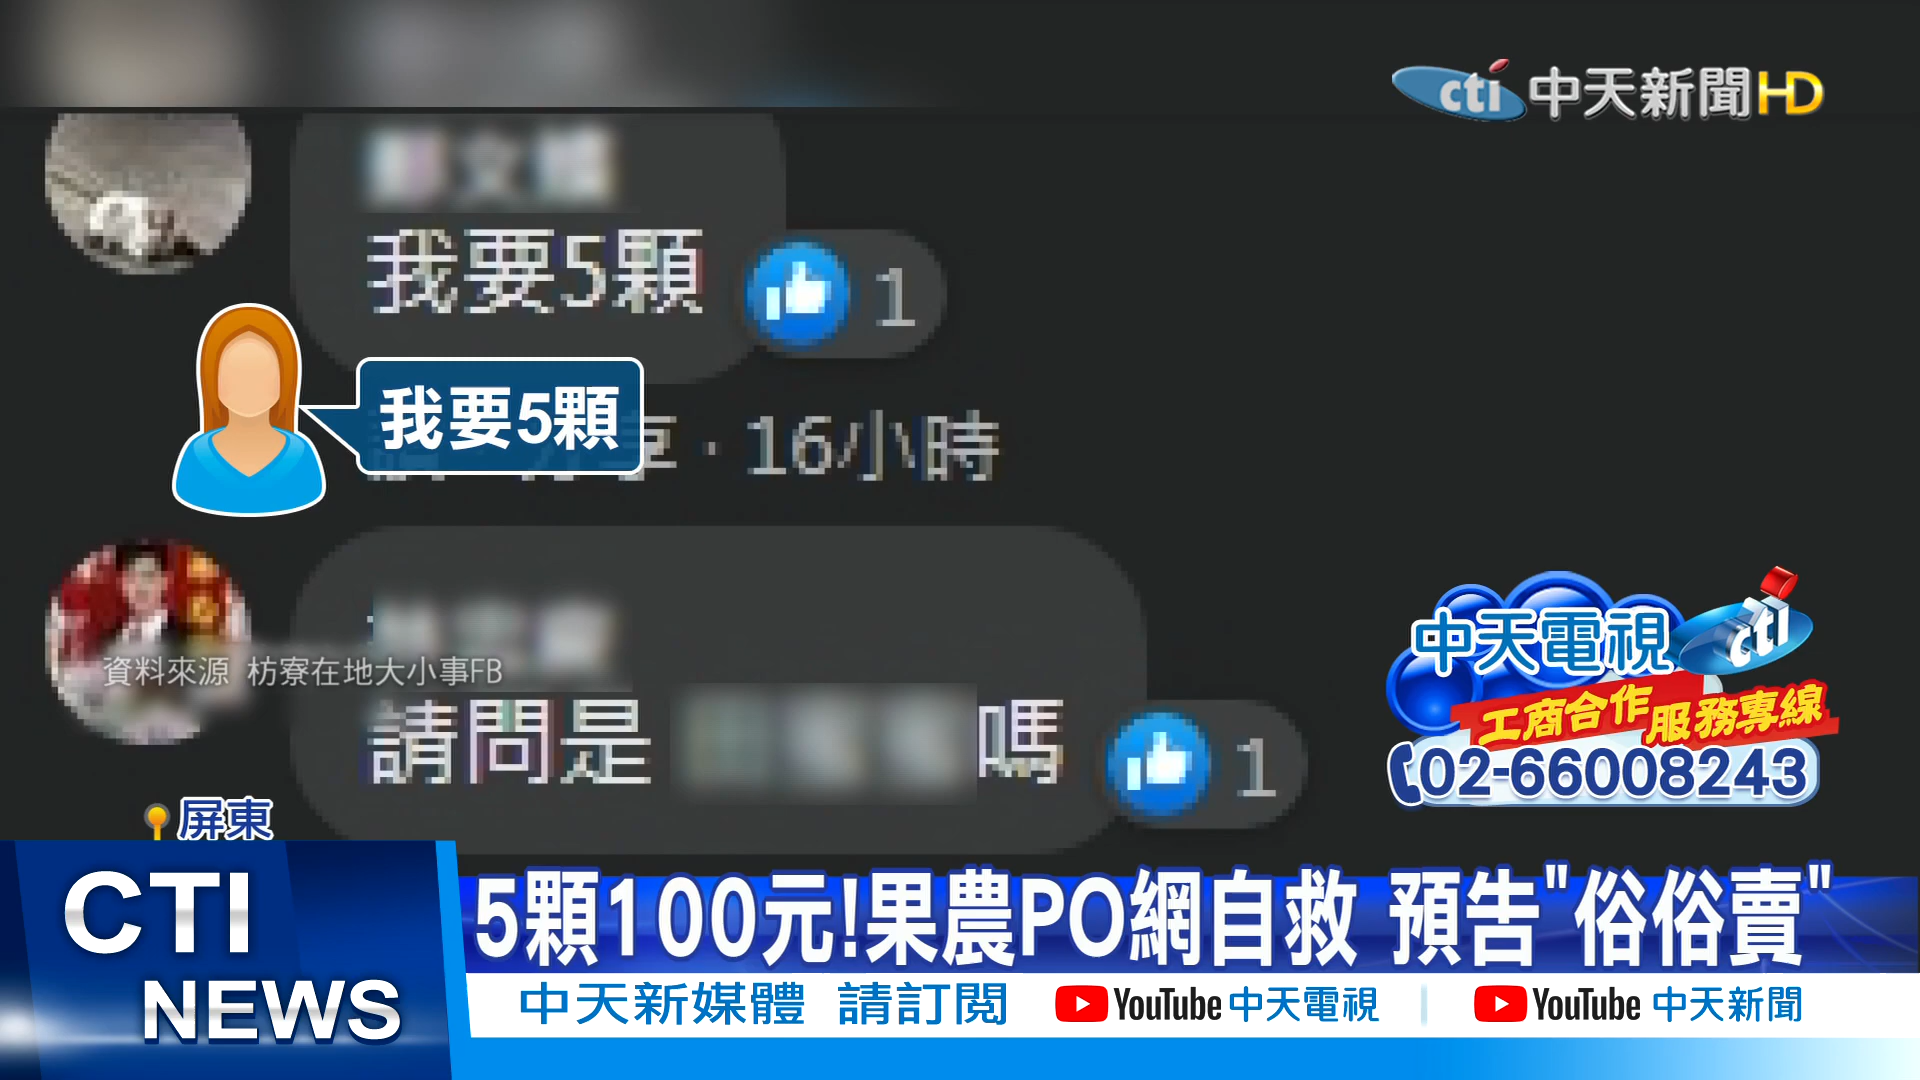 cti 中天新聞HD
我要5顆
1
我要5顆
享 · 16小時
資料來源 枋寮在地大小事FB
請問是
嗎
1
中天電視 cti
工商合作 服務專線
02-66008243
屏東
CTI
NEWS
5顆100元!果農PO網自救 預告"俗俗賣"
中天新媒體 請訂閱 YouTube 中天電視 YouTube 中天新聞